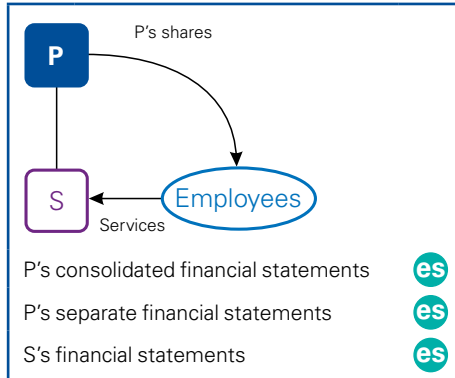 P's shares
P
S
Employees
Services
P's consolidated financial statements es
P's separate financial statements es
S's financial statements es